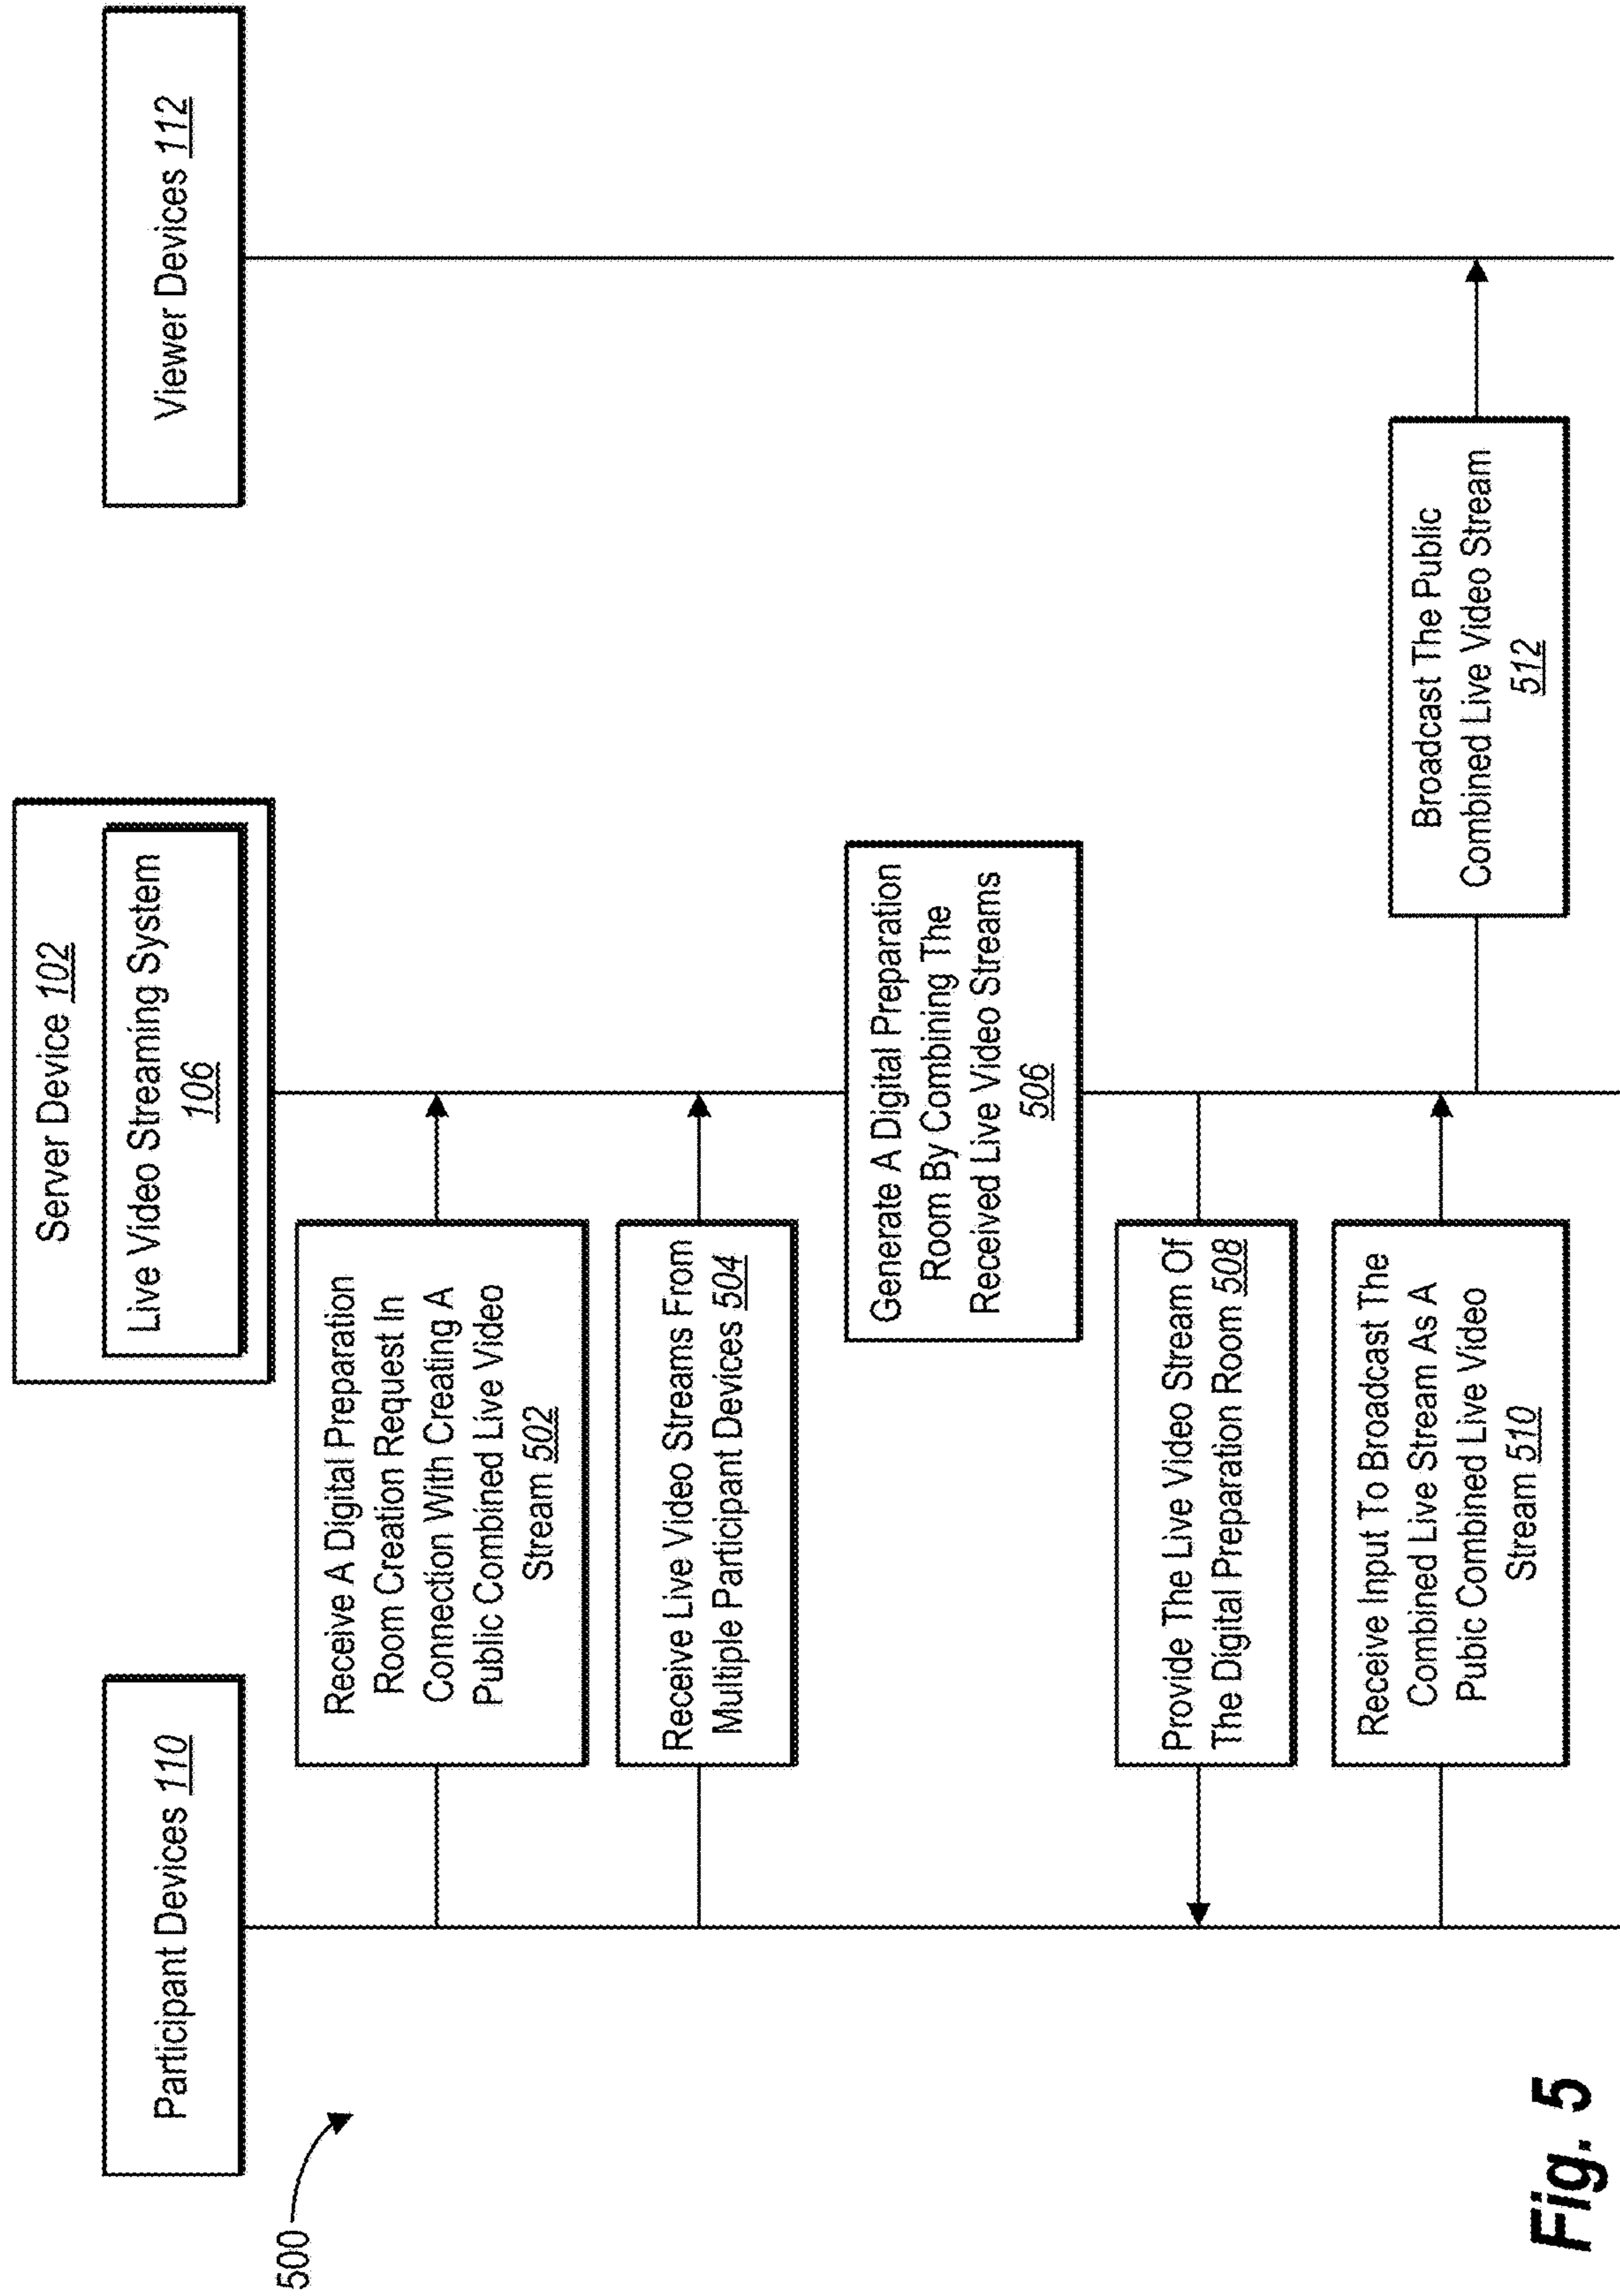 500
Participant Devices 110
Server Device 102
Live Video Streaming System
106
Viewer Devices 112
Receive A Digital Preparation
Room Creation Request In
Connection With Creating A
Public Combined Live Video
Stream 502
Receive Live Video Streams From
Multiple Participant Devices 504
Generate A Digital Preparation
Room By Combining The
Received Live Video Streams
506
Provide The Live Video Stream Of
The Digital Preparation Room 508
Receive Input To Broadcast The
Combined Live Stream As A
Pubic Combined Live Video
Stream 510
Broadcast The Public
Combined Live Video Stream
512
Fig. 5